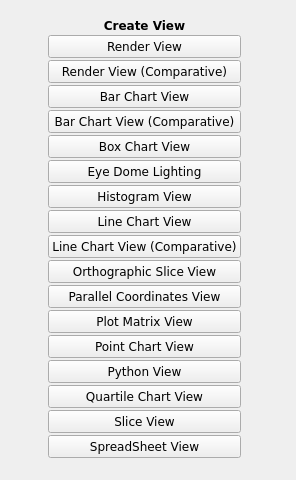 Create View
Render View
Render View (Comparative)
Bar Chart View
Bar Chart View (Comparative)
Box Chart View
Eye Dome Lighting
Histogram View
Line Chart View
Line Chart View (Comparative)
Orthographic Slice View
Parallel Coordinates View
Plot Matrix View
Point Chart View
Python View
Quartile Chart View
Slice View
SpreadSheet View